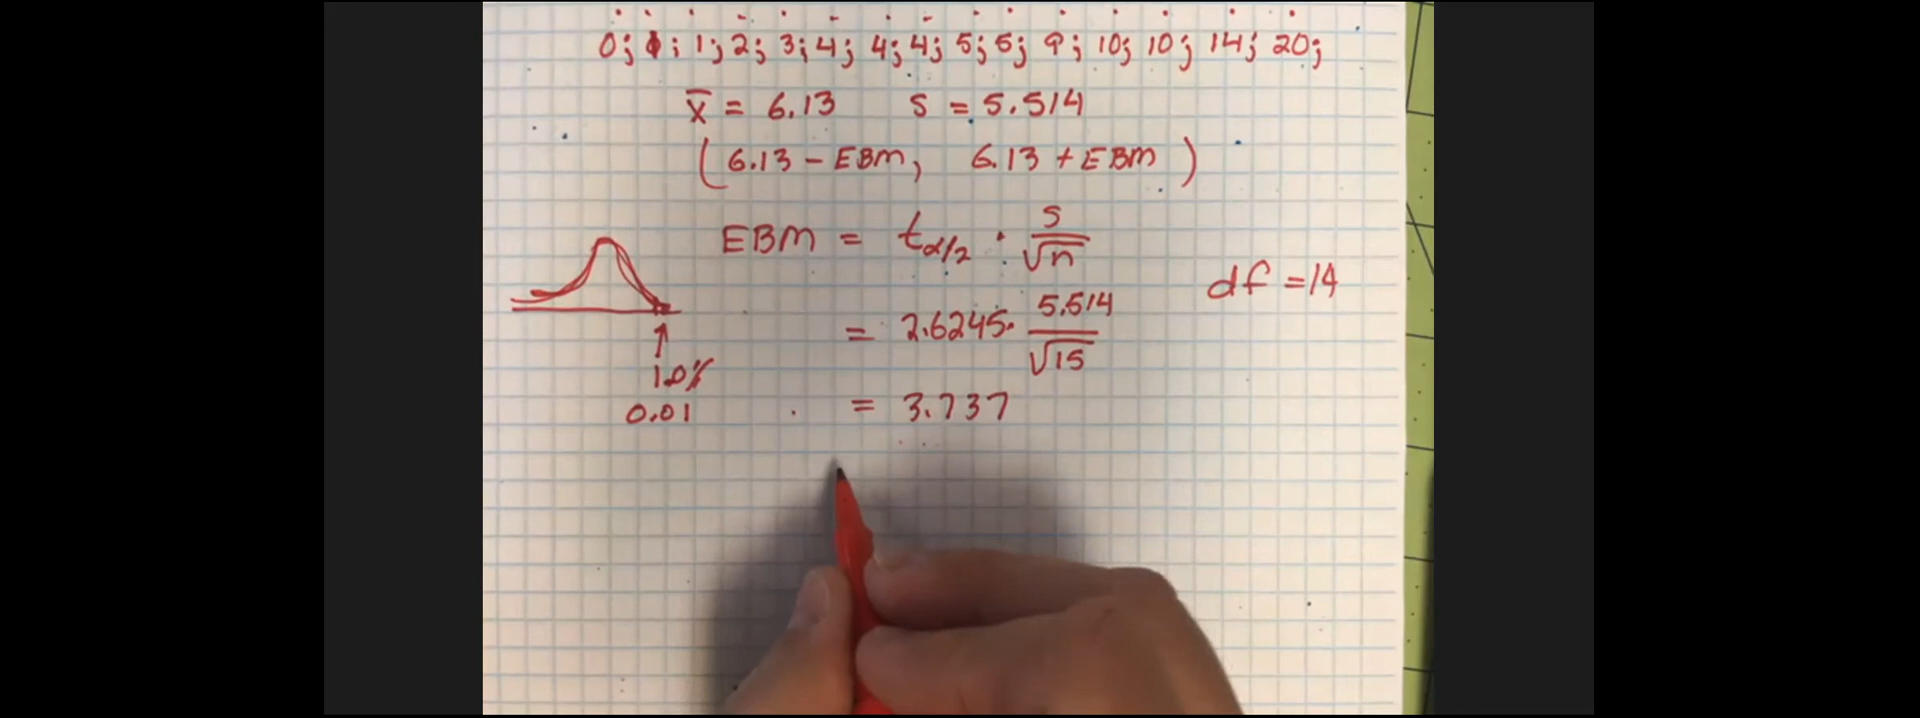 0; 1; 1; 2; 3; 4; 4; 4; 5; 5; 9; 10; 10; 14; 20;
x̄ = 6.13 s = 5.514
(6.13 - EBM, 6.13 + EBM)
EBM = t α/2 · s/√n
df = 14
= 2.6245 · 5.514/√15
1.0%
0.01
= 3.737